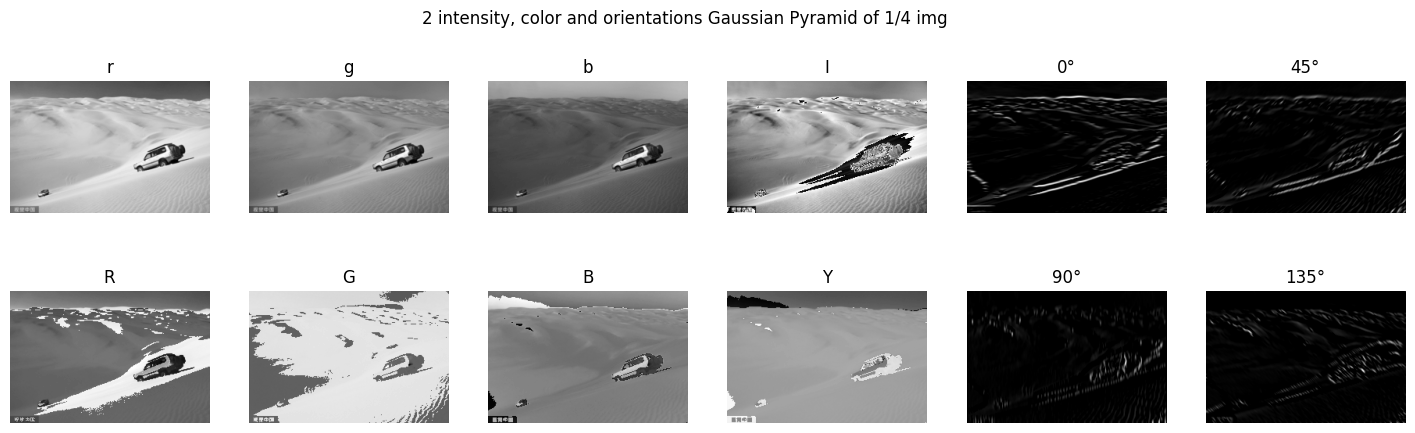 2 intensity, color and orientations Gaussian Pyramid of 1/4 img
r g b I 0° 45°
R G B Y 90° 135°